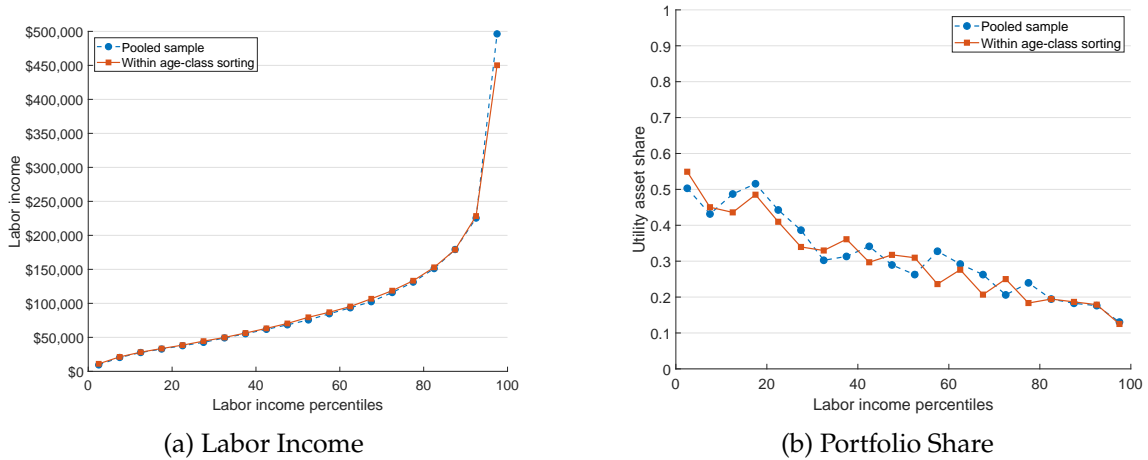 $500,000
$450,000
$400,000
$350,000
$300,000
$250,000
$200,000
$150,000
$100,000
$50,000
$0
Labor income
Pooled sample
Within age-class sorting
0 20 40 60 80 100
Labor income percentiles
(a) Labor Income
1
0.9
0.8
0.7
0.6
0.5
0.4
0.3
0.2
0.1
0
Utility asset share
Pooled sample
Within age-class sorting
0 20 40 60 80 100
Labor income percentiles
(b) Portfolio Share